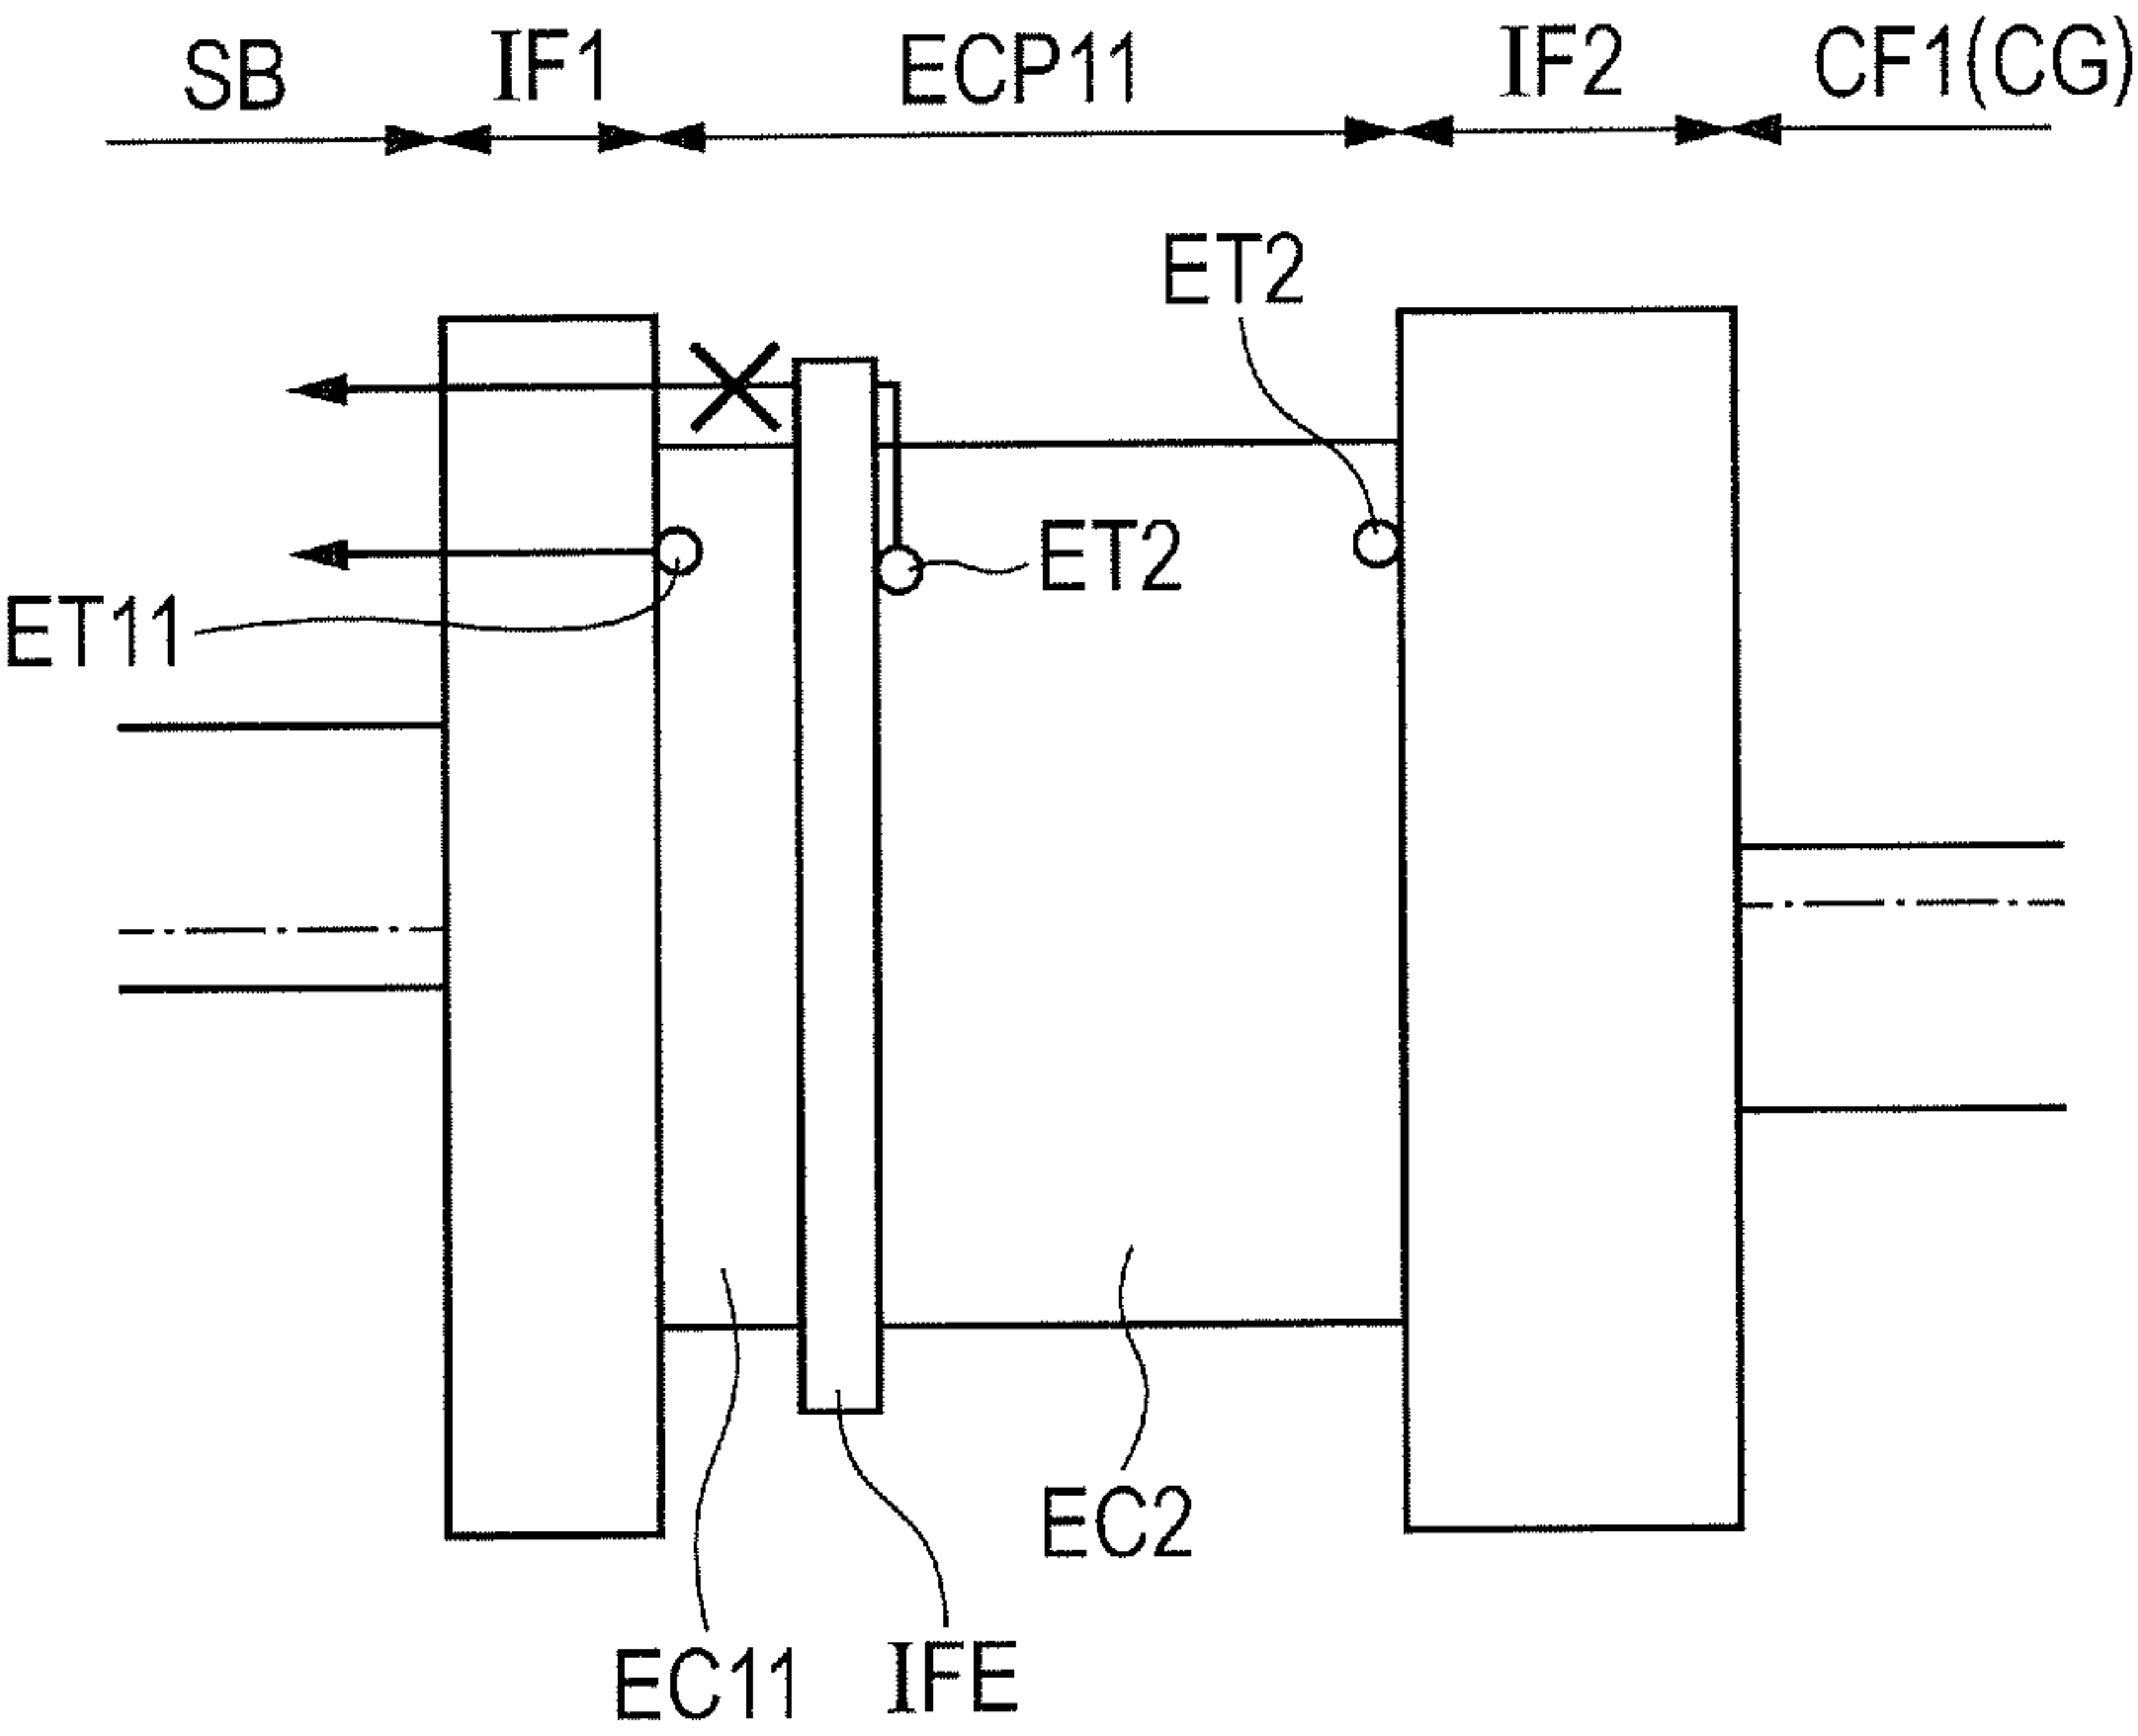 SB IF1 ECP11 IF2 CF1(CG)
ET2
ET2
ET11
EC2
EC11 IFE